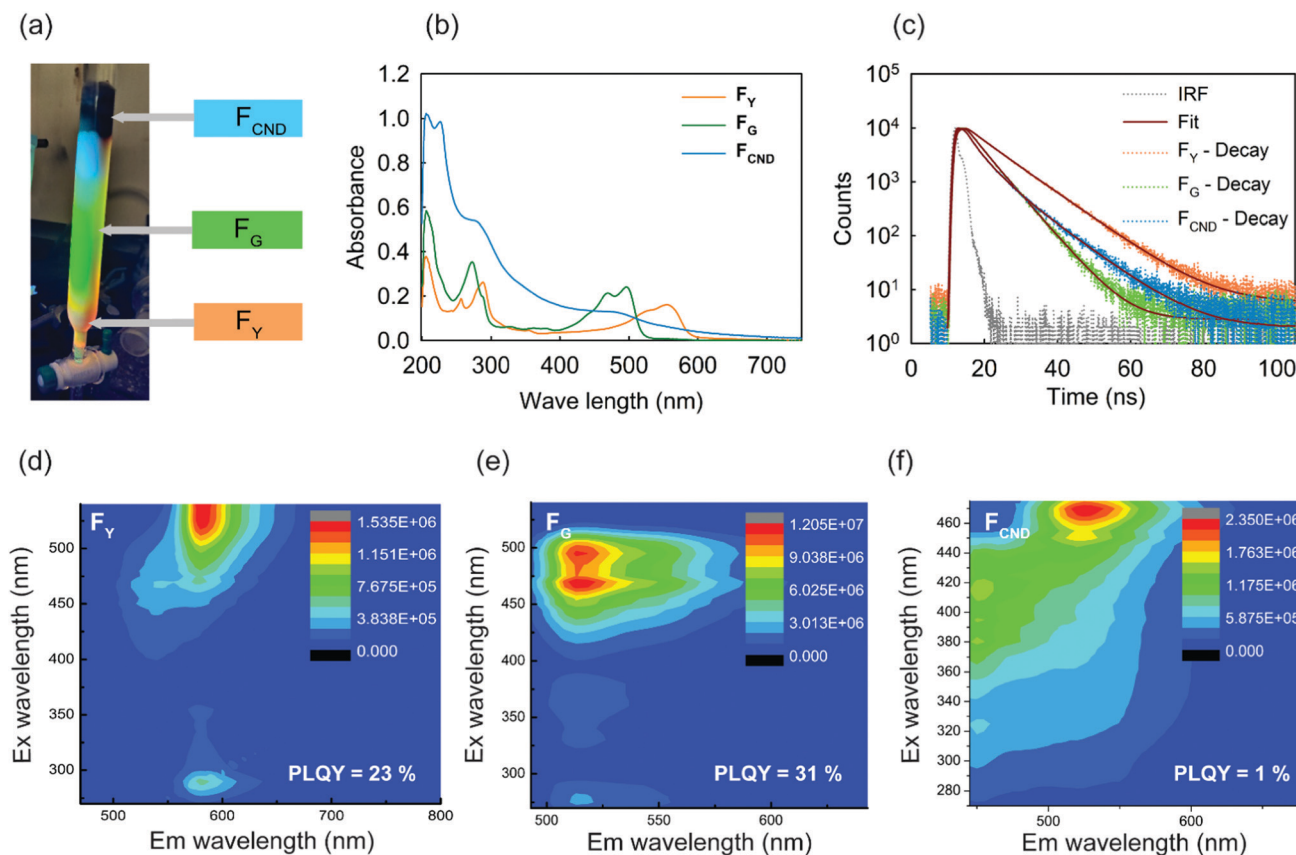 (a)
F_CND
F_G
F_Y
(b)
1.2
1.0
0.8
0.6
0.4
0.2
0.0
Absorbance
200 300 400 500 600 700
Wave length (nm)
F_Y
F_G
F_CND
(c)
10^5
10^4
10^3
10^2
10^1
10^0
Counts
0 20 40 60 80 100
Time (ns)
IRF
Fit
F_Y - Decay
F_G - Decay
F_CND - Decay
(d)
F_Y
500
450
400
350
300
Ex wavelength (nm)
500 600 700 800
Em wavelength (nm)
1.535E+06
1.151E+06
7.675E+05
3.838E+05
0.000
PLQY = 23 %
(e)
F_G
500
450
400
350
300
Ex wavelength (nm)
500 550 600
Em wavelength (nm)
1.205E+07
9.038E+06
6.025E+06
3.013E+06
0.000
PLQY = 31 %
(f)
F_CND
460
440
420
400
380
360
340
320
300
280
Ex wavelength (nm)
500 600
Em wavelength (nm)
2.350E+06
1.763E+06
1.175E+06
5.875E+05
0.000
PLQY = 1 %